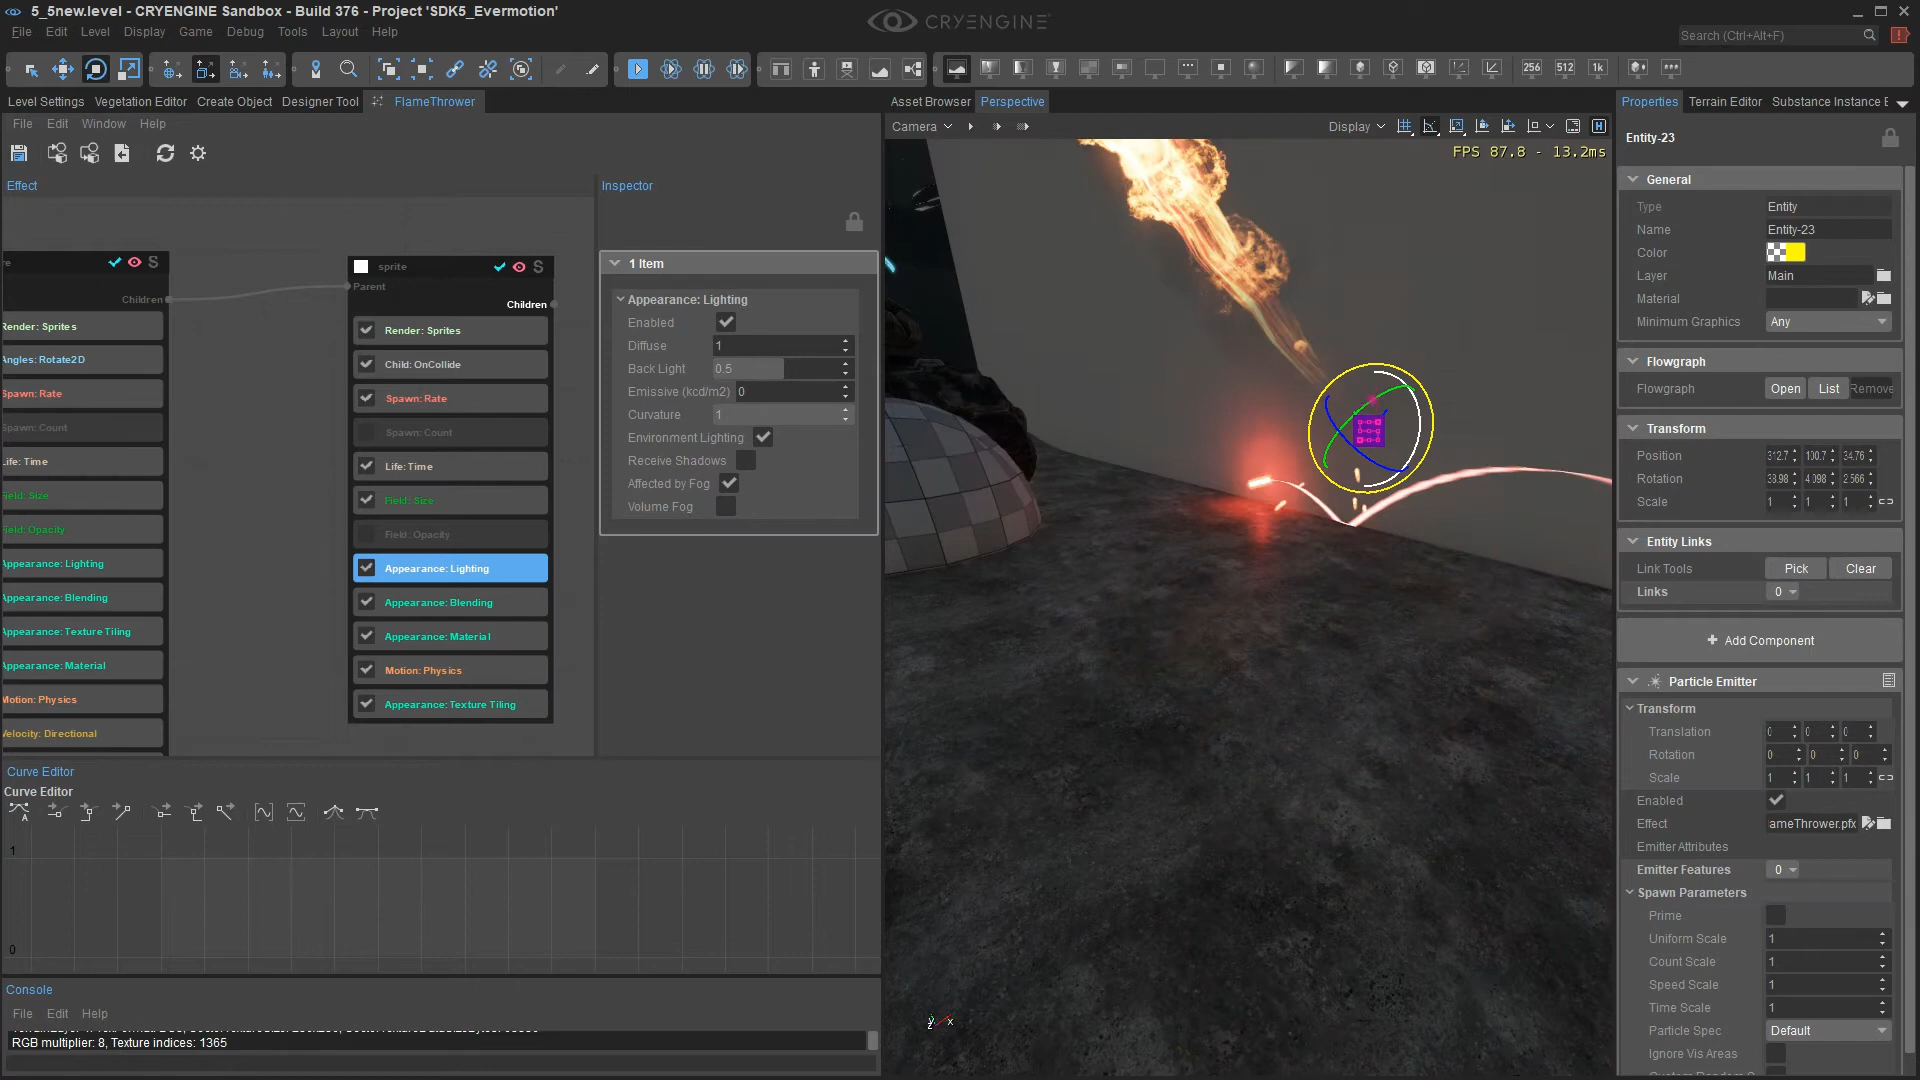 5_5new.level - CRYENGINE Sandbox - Build 376 - Project 'SDK5_Evermotion'
CRYENGINE
File Edit Level Display Game Debug Tools Layout Help
Search (Ctrl+Alt+F)
256 512 1k
Level Settings Vegetation Editor Create Object Designer Tool FlameThrower
File Edit Window Help
Effect
S
Children
Render: Sprites
Angles: Rotate2D
Spawn: Rate
Spawn: Count
Life: Time
Field: Size
Field: Opacity
Appearance: Lighting
Appearance: Blending
Appearance: Texture Tiling
Appearance: Material
Motion: Physics
Velocity: Directional
sprite S
Parent
Children
Render: Sprites
Child: OnCollide
Spawn: Rate
Spawn: Count
Life: Time
Field: Size
Field: Opacity
Appearance: Lighting
Appearance: Blending
Appearance: Material
Motion: Physics
Appearance: Texture Tiling
Inspector
1 Item
Appearance: Lighting
Enabled
Diffuse 1
Back Light 0.5
Emissive (kcd/m2) 0
Curvature 1
Environment Lighting
Receive Shadows
Affected by Fog
Volume Fog
Curve Editor
Curve Editor
1
0
Console
File Edit Help
RGB multiplier: 8, Texture indices: 1365
Asset Browser Perspective
Camera
Display
FPS 87.8 - 13.2ms
Properties Terrain Editor Substance Instance E
Entity-23
General
Type Entity
Name Entity-23
Color
Layer Main
Material
Minimum Graphics Any
Flowgraph
Flowgraph Open List Remove
Transform
Position 312.7 100.7 34.76
Rotation 38.98 4.098 2.566
Scale 1 1 1
Entity Links
Link Tools Pick Clear
Links 0
Add Component
Particle Emitter
Transform
Translation 0 0 0
Rotation 0 0 0
Scale 1 1 1
Enabled
Effect ameThrower.pfx
Emitter Attributes
Emitter Features 0
Spawn Parameters
Prime
Uniform Scale 1
Count Scale 1
Speed Scale 1
Time Scale 1
Particle Spec Default
Ignore Vis Areas